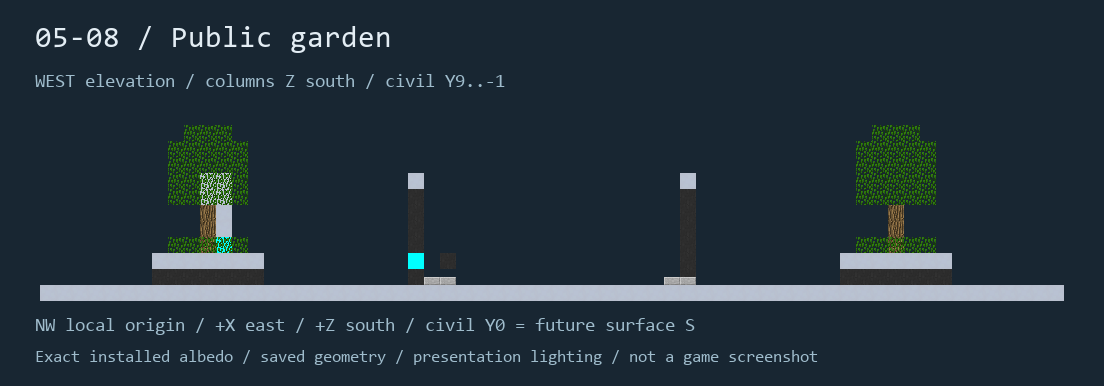 05-08 / Public garden
WEST elevation / columns Z south / civil Y9..-1
NW local origin / +X east / +Z south / civil Y0 = future surface S
Exact installed albedo / saved geometry / presentation lighting / not a game screenshot